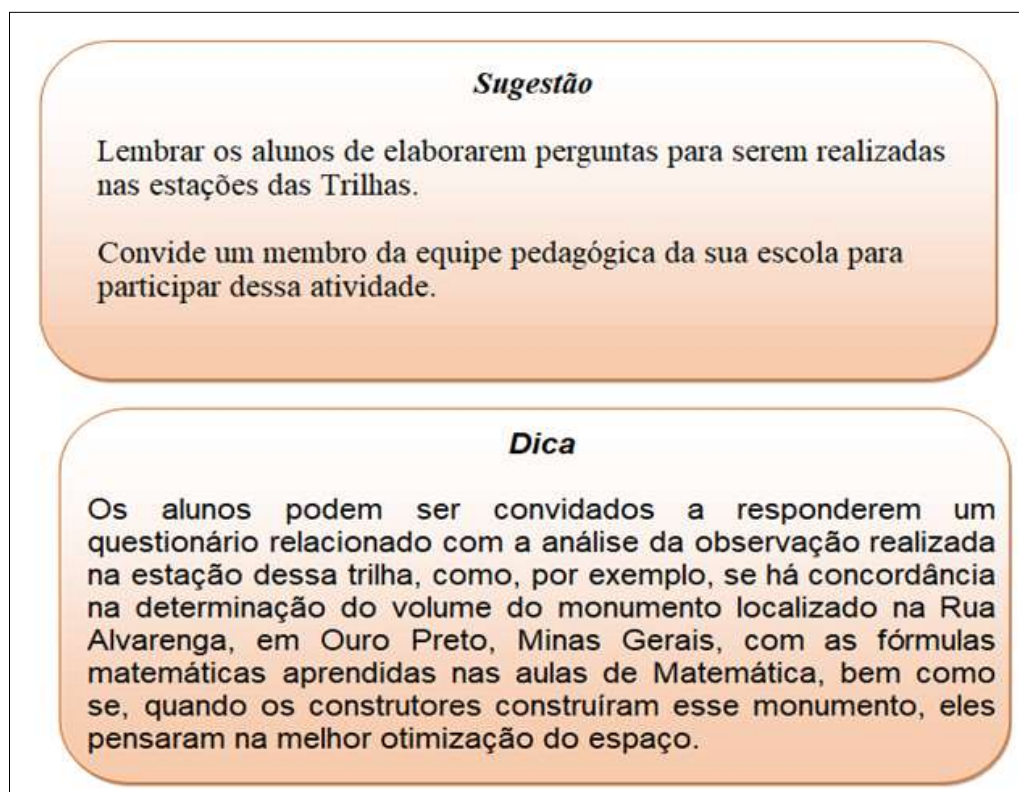 Sugestão
Lembrar os alunos de elaborarem perguntas para serem realizadas
nas estações das Trilhas.
Convide um membro da equipe pedagógica da sua escola para
participar dessa atividade.
Dica
Os alunos podem ser convidados a responderem um
questionário relacionado com a análise da observação realizada
na estação dessa trilha, como, por exemplo, se há concordância
na determinação do volume do monumento localizado na Rua
Alvarenga, em Ouro Preto, Minas Gerais, com as fórmulas
matemáticas aprendidas nas aulas de Matemática, bem como
se, quando os construtores construíram esse monumento, eles
pensaram na melhor otimização do espaço.